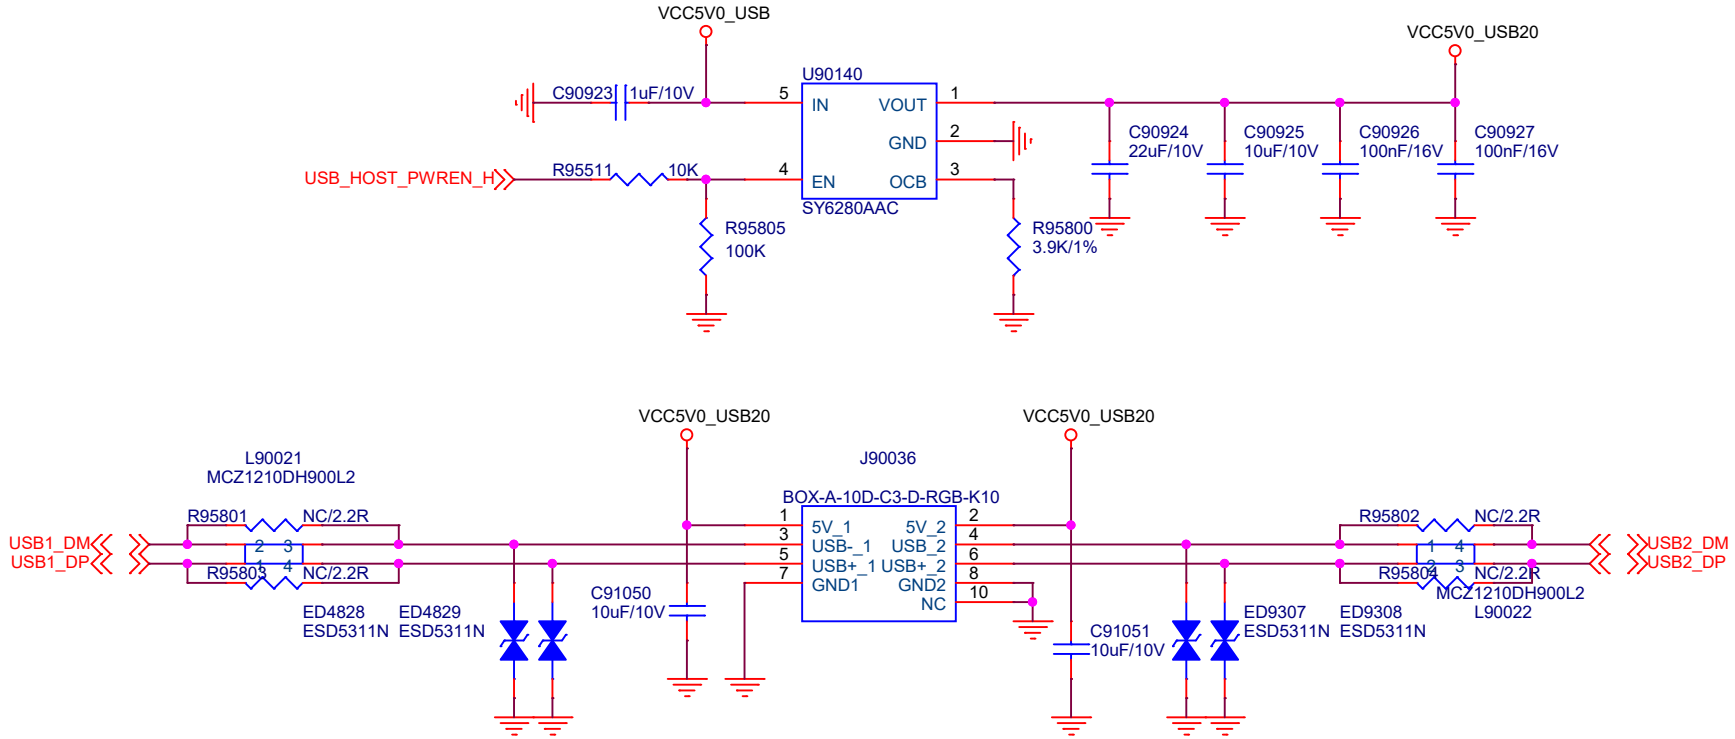 VCC5V0_USB
VCC5V0_USB20
U90140
C90923 1uF/10V
5 IN VOUT 1
GND 2
C90924
22uF/10V
C90925
10uF/10V
C90926
100nF/16V
C90927
100nF/16V
USB_HOST_PWREN_H
R95511 10K
4 EN OCB 3
SY6280AAC
R95805
100K
R95800
3.9K/1%
VCC5V0_USB20
VCC5V0_USB20
L90021
MCZ1210DH900L2
J90036
BOX-A-10D-C3-D-RGB-K10
R95801 NC/2.2R
1 5V_1 5V_2 2
R95802 NC/2.2R
USB1_DM
2 3
3 USB-_1 USB_2 4
1 4
USB2_DM
USB1_DP
1 4
5 USB+_1 USB+_2 6
2 3
USB2_DP
R95803 NC/2.2R
7 GND1 GND2 8
R95804 NC/2.2R
NC 10
MCZ1210DH900L2
L90022
ED4828
ESD5311N
ED4829
ESD5311N
C91050
10uF/10V
C91051
10uF/10V
ED9307
ESD5311N
ED9308
ESD5311N